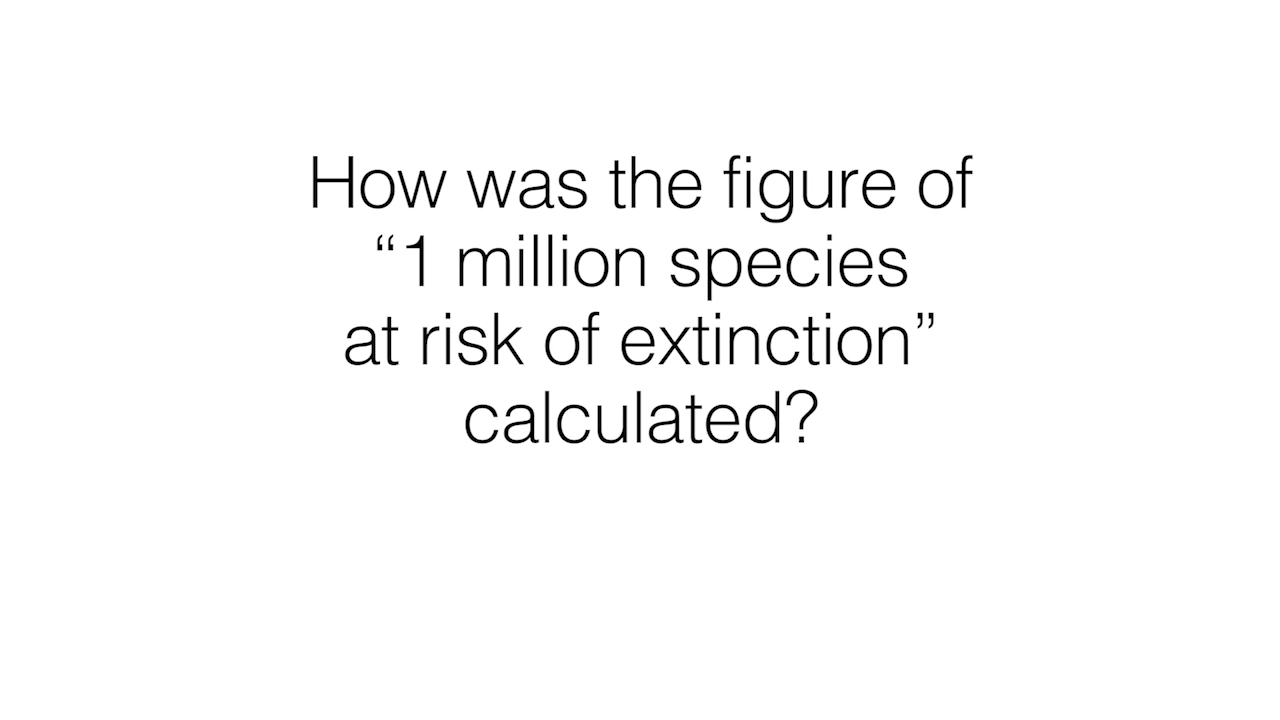 How was the figure of
“1 million species
at risk of extinction”
calculated?